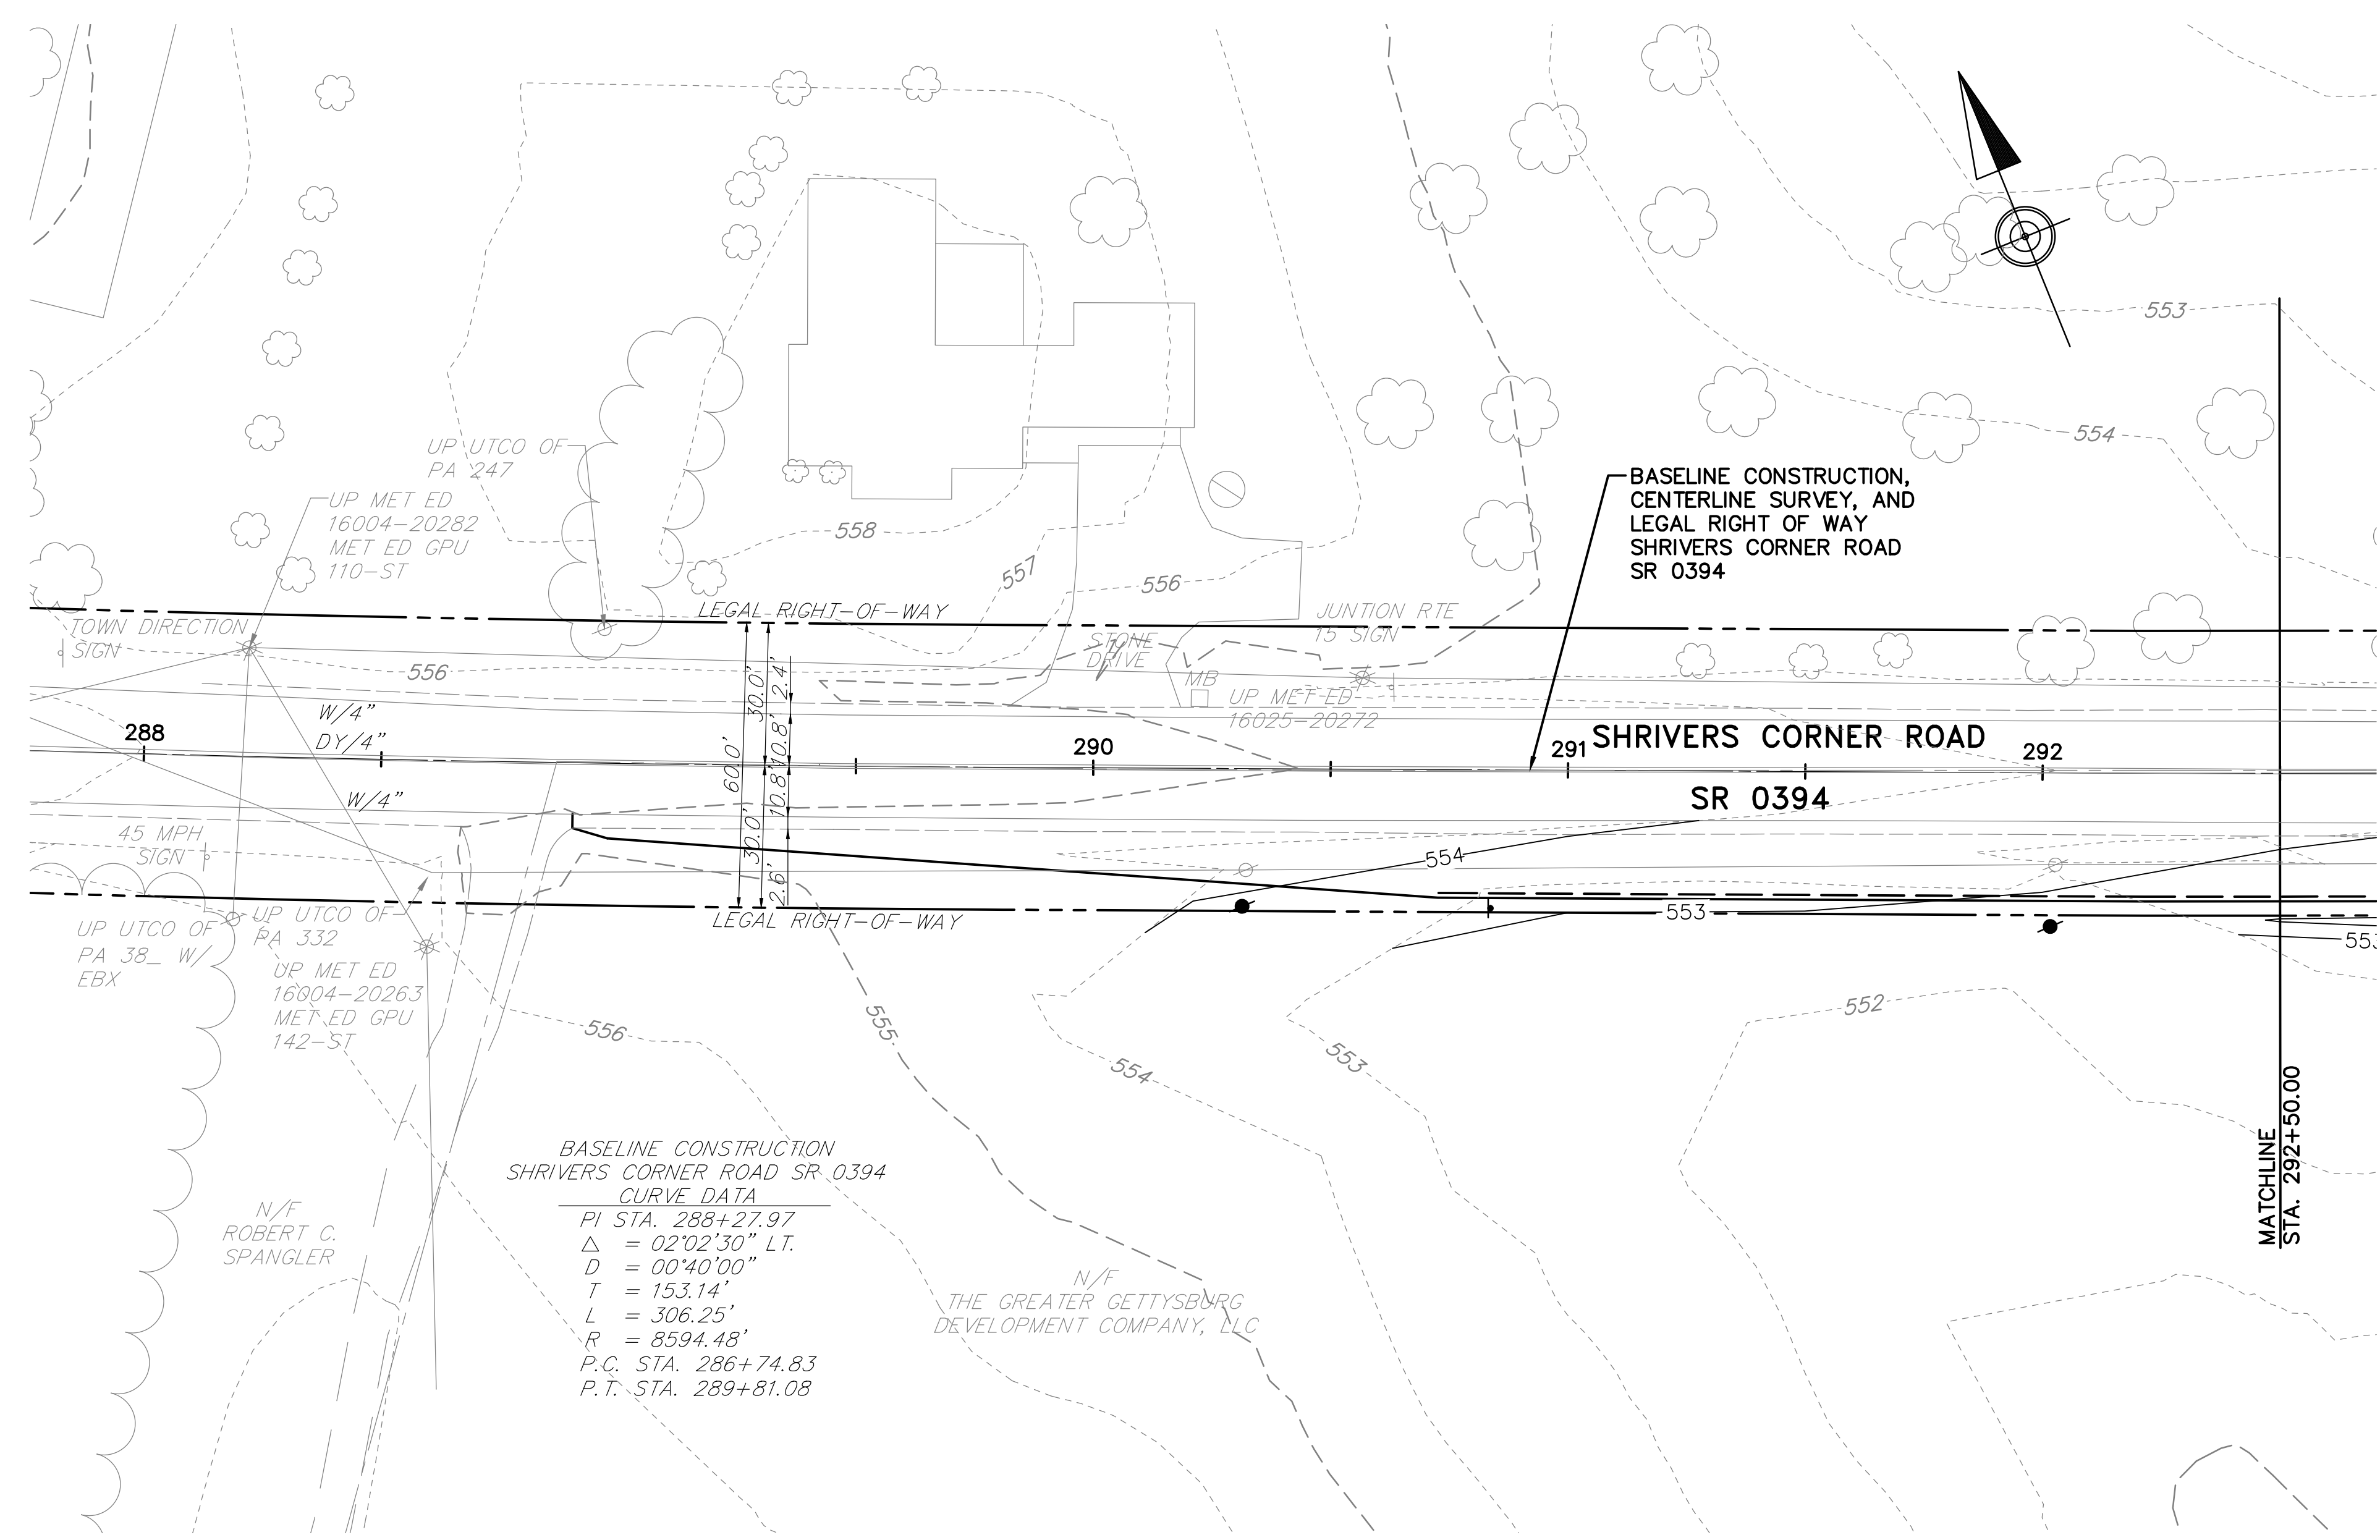 553
554
UP UTCO OF
PA 247
UP MET ED
16004-20282
MET ED GPU
110-ST
BASELINE CONSTRUCTION,
CENTERLINE SURVEY, AND
LEGAL RIGHT OF WAY
SHRIVERS CORNER ROAD
SR 0394
558
557
556
LEGAL RIGHT-OF-WAY
TOWN DIRECTION
SIGN
JUNTION RTE
15 SIGN
STONE
DRIVE
556
MB
UP MET ED
16025-20272
30.0'
2.4'
60.0'
10.8'
30.0'
10.8'
2.6'
W/4"
DY/4"
W/4"
288
290
291
292
SHRIVERS CORNER ROAD
SR 0394
45 MPH
SIGN
554
553
553
LEGAL RIGHT-OF-WAY
UP UTCO OF
PA 38_ W/
EBX
UP UTCO OF
PA 332
UP MET ED
16004-20263
MET ED GPU
142-ST
556
555
554
553
552
MATCHLINE
STA. 292+50.00
BASELINE CONSTRUCTION
SHRIVERS CORNER ROAD SR 0394
CURVE DATA
PI STA. 288+27.97
△ = 02°02'30" LT.
D = 00°40'00"
T = 153.14'
L = 306.25'
R = 8594.48'
P.C. STA. 286+74.83
P.T. STA. 289+81.08
N/F
ROBERT C.
SPANGLER
N/F
THE GREATER GETTYSBURG
DEVELOPMENT COMPANY, LLC